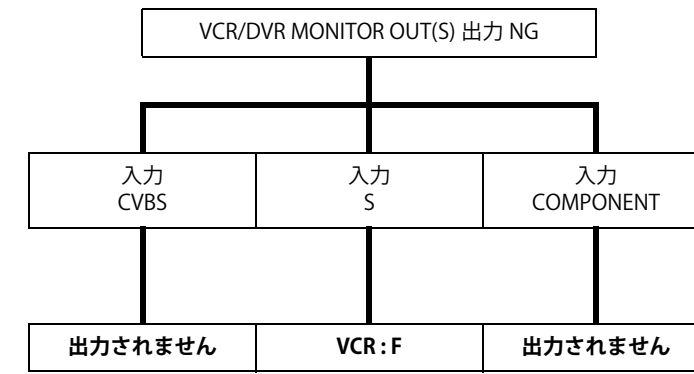 VCR/DVR MONITOR OUT(S) 出力 NG
入力
CVBS
入力
S
入力
COMPONENT
出力されません
VCR : F
出力されません